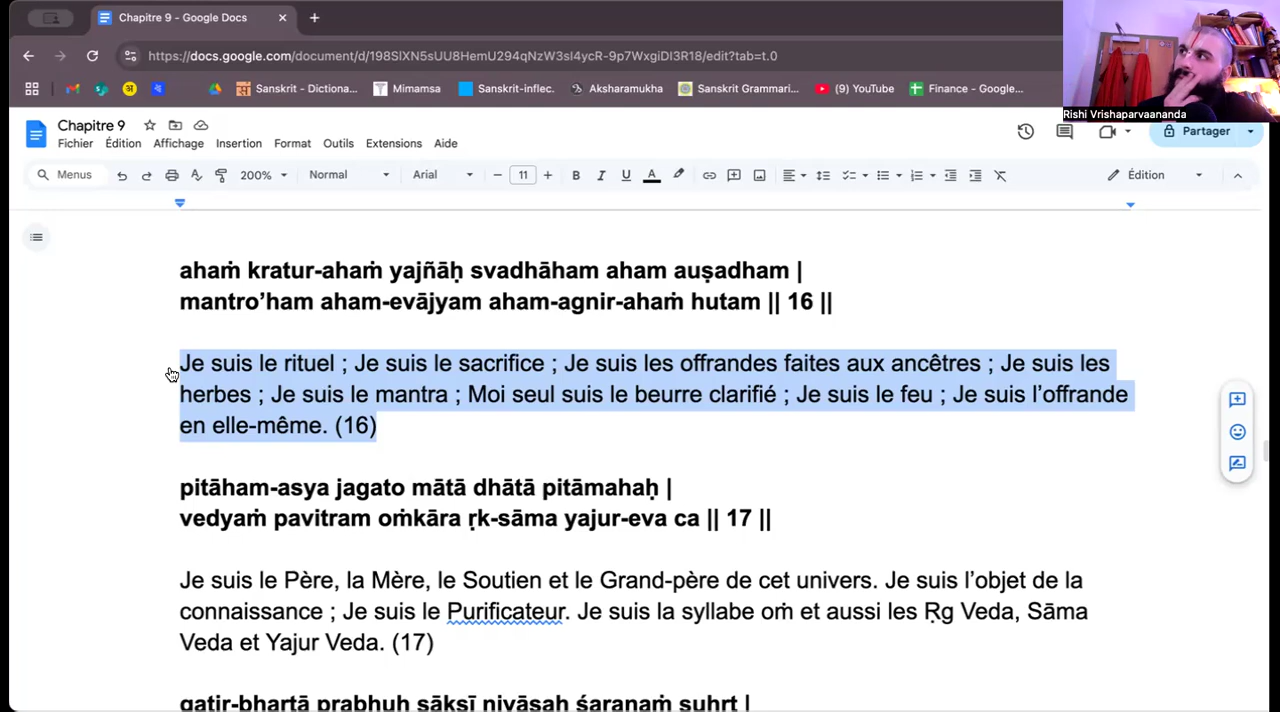 Chapitre 9 - Google Docs
https://docs.google.com/document/d/198SlXN5sUU8HemU294qNzW3sI4ycR-9p7WxgiDI3R18/edit?tab=t.0
Sanskrit - Dictiona... Mimamsa Sanskrit-inflec. Aksharamukha Sanskrit Grammari... (9) YouTube Finance - Google...
Rishi Vrishaparvaananda
Chapitre 9
Partager
Fichier Édition Affichage Insertion Format Outils Extensions Aide
Menus 200% Normal Arial 11 B I U A Édition
ahaṁ kratur-ahaṁ yajñāḥ svadhāham aham auṣadham |
mantro’ham aham-evājyam aham-agnir-ahaṁ hutam || 16 ||
Je suis le rituel ; Je suis le sacrifice ; Je suis les offrandes faites aux ancêtres ; Je suis les
herbes ; Je suis le mantra ; Moi seul suis le beurre clarifié ; Je suis le feu ; Je suis l’offrande
en elle-même. (16)
pitāham-asya jagato mātā dhātā pitāmahaḥ |
vedyaṁ pavitram oṁkāra ṛk-sāma yajur-eva ca || 17 ||
Je suis le Père, la Mère, le Soutien et le Grand-père de cet univers. Je suis l’objet de la
connaissance ; Je suis le Purificateur. Je suis la syllabe oṁ et aussi les Ṛg Veda, Sāma
Veda et Yajur Veda. (17)
gatir-bhartā prabhuḥ sākṣī nivāsaḥ śaraṇaṁ suhṛt |